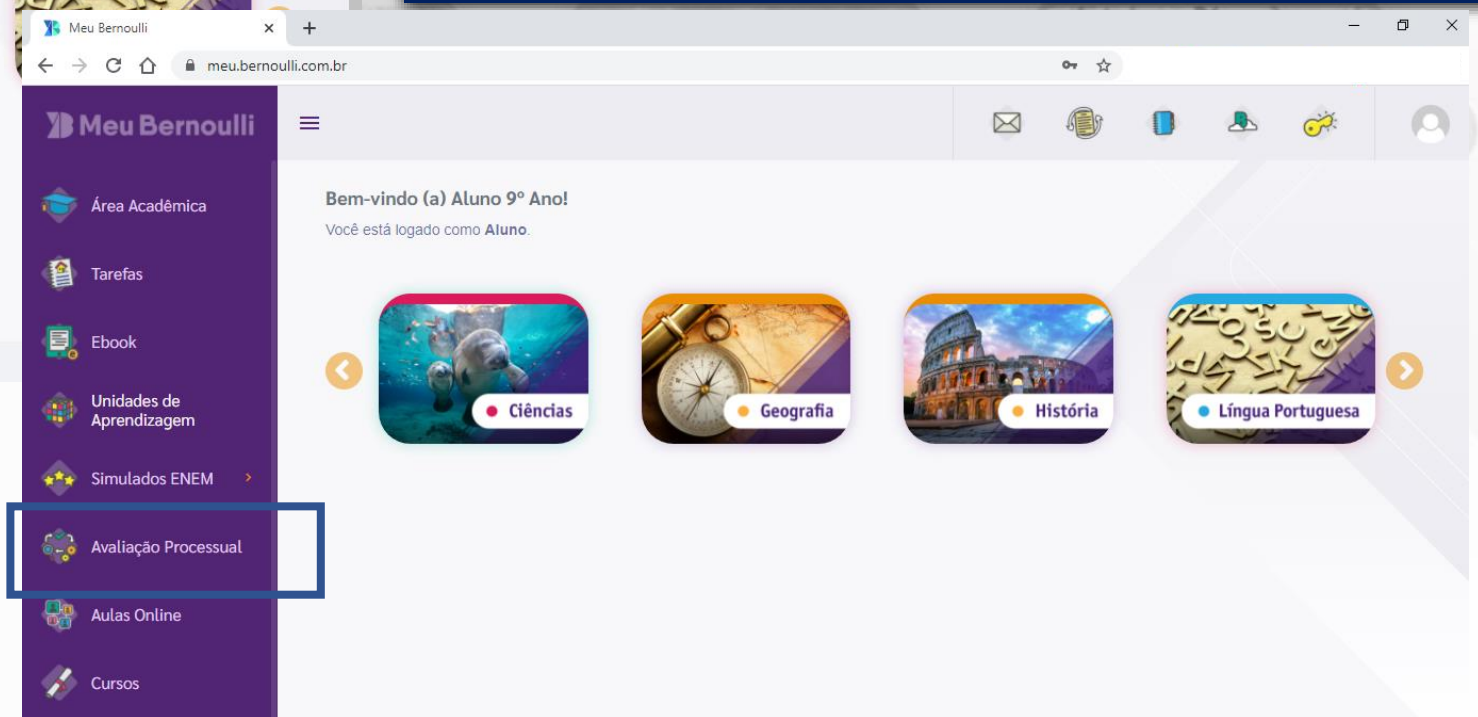 Meu Bernoulli
meu.bernoulli.com.br
Meu Bernoulli
Área Acadêmica
Tarefas
Ebook
Unidades de
Aprendizagem
Simulados ENEM
Avaliação Processual
Aulas Online
Cursos
Bem-vindo (a) Aluno 9º Ano!
Você está logado como Aluno.
Ciências
Geografia
História
Língua Portuguesa